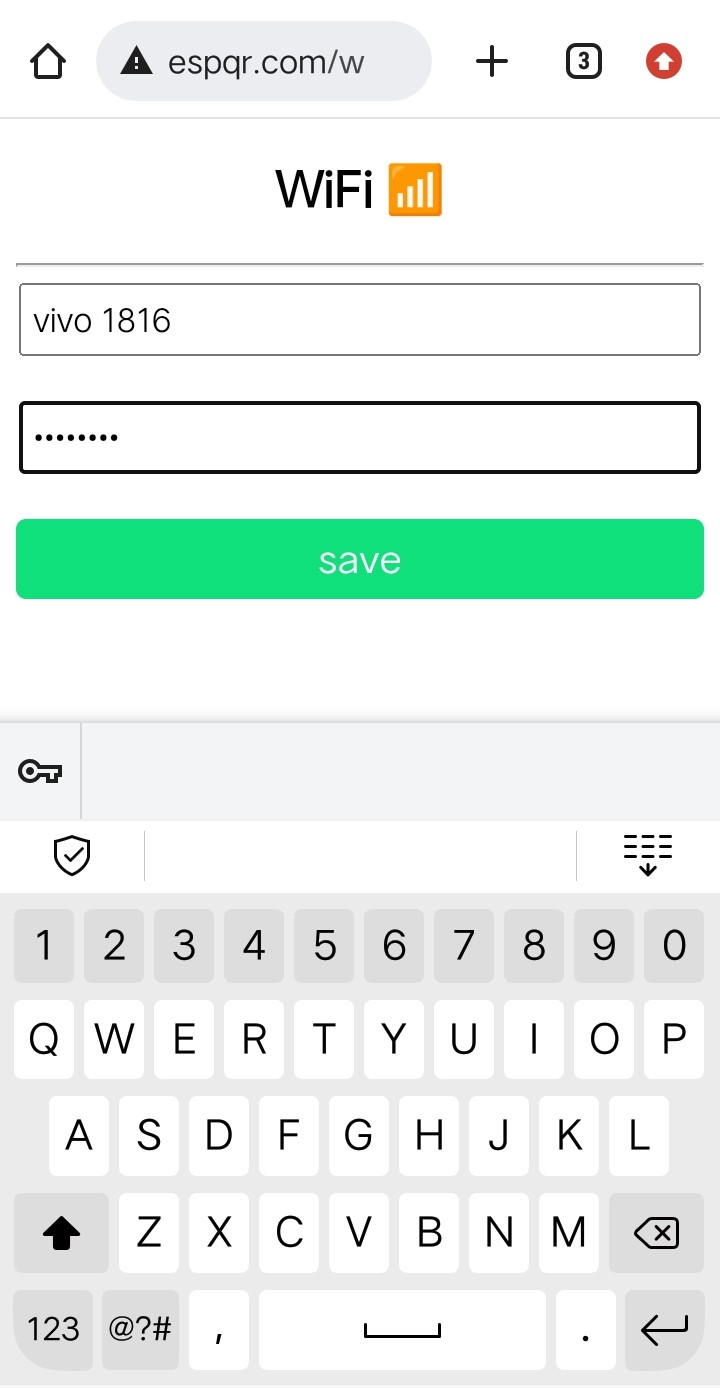 espqr.com/w
3
WiFi 📶
vivo 1816
••••••••
save
1 2 3 4 5 6 7 8 9 0
Q W E R T Y U I O P
A S D F G H J K L
Z X C V B N M
123 @?# , .